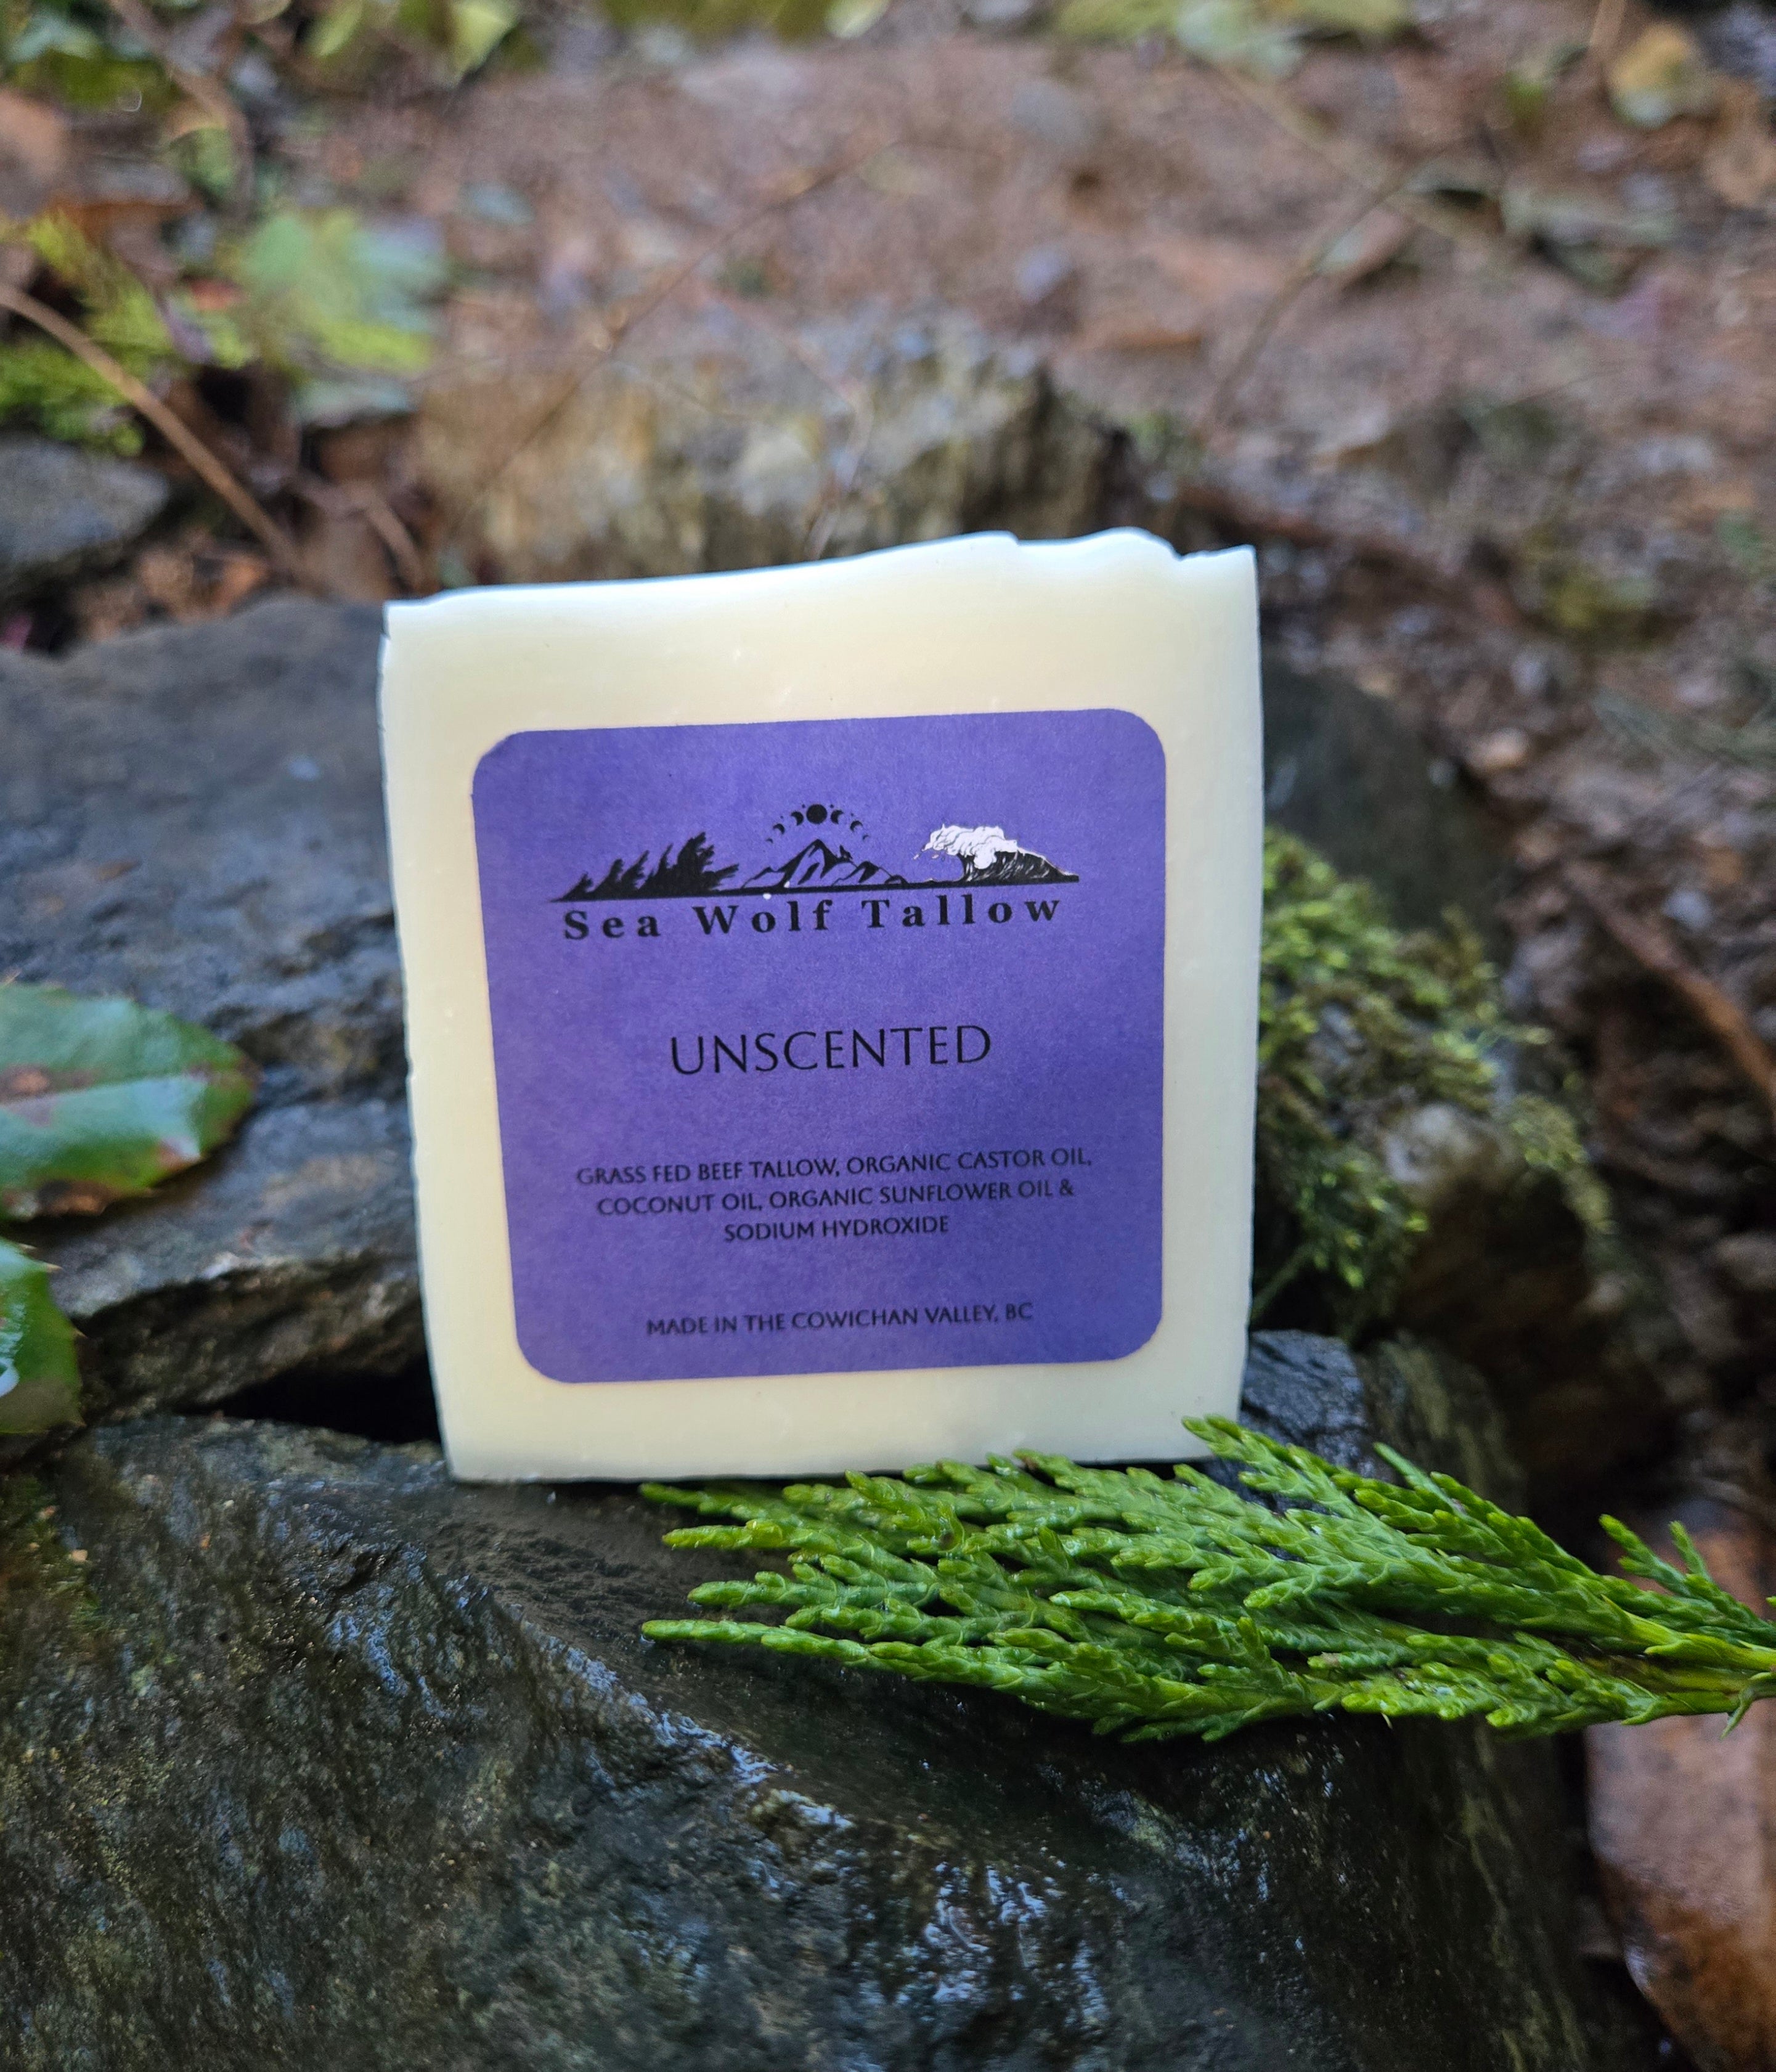 Sea Wolf Tallow
UNSCENTED
GRASS FED BEEF TALLOW, ORGANIC CASTOR OIL,
COCONUT OIL, ORGANIC SUNFLOWER OIL &
SODIUM HYDROXIDE
MADE IN THE COWICHAN VALLEY, BC